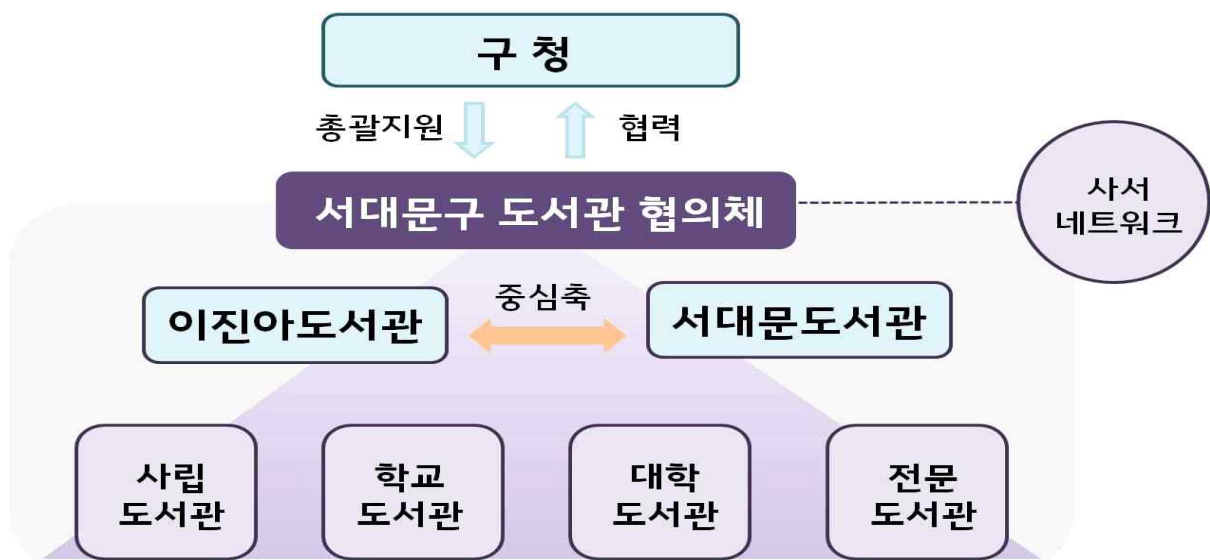 구 청
총괄지원
협력
서대문구 도서관 협의체
사서
네트워크
중심축
이진아도서관
서대문도서관
사립
도서관
학교
도서관
대학
도서관
전문
도서관